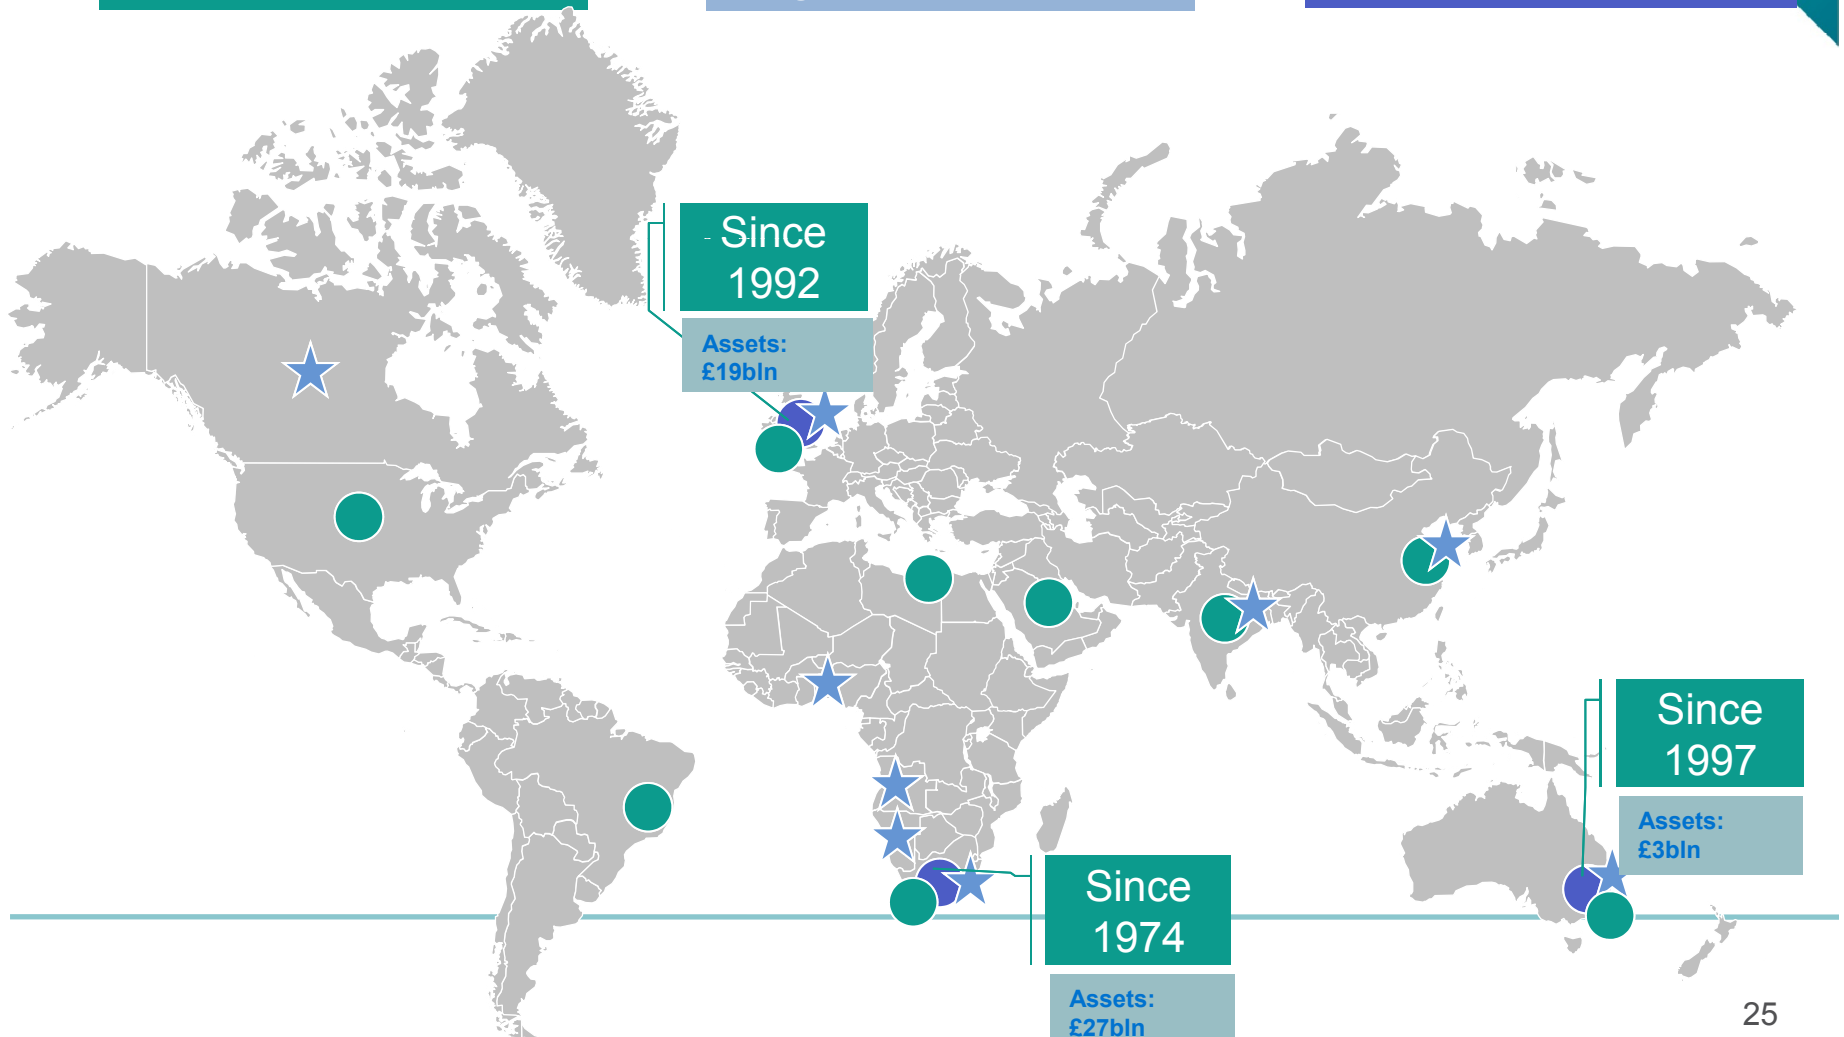 - Since
1992
Assets:
£19bln
Since
1997
Assets:
£3bln
Since
1974
Assets:
£27bln
25